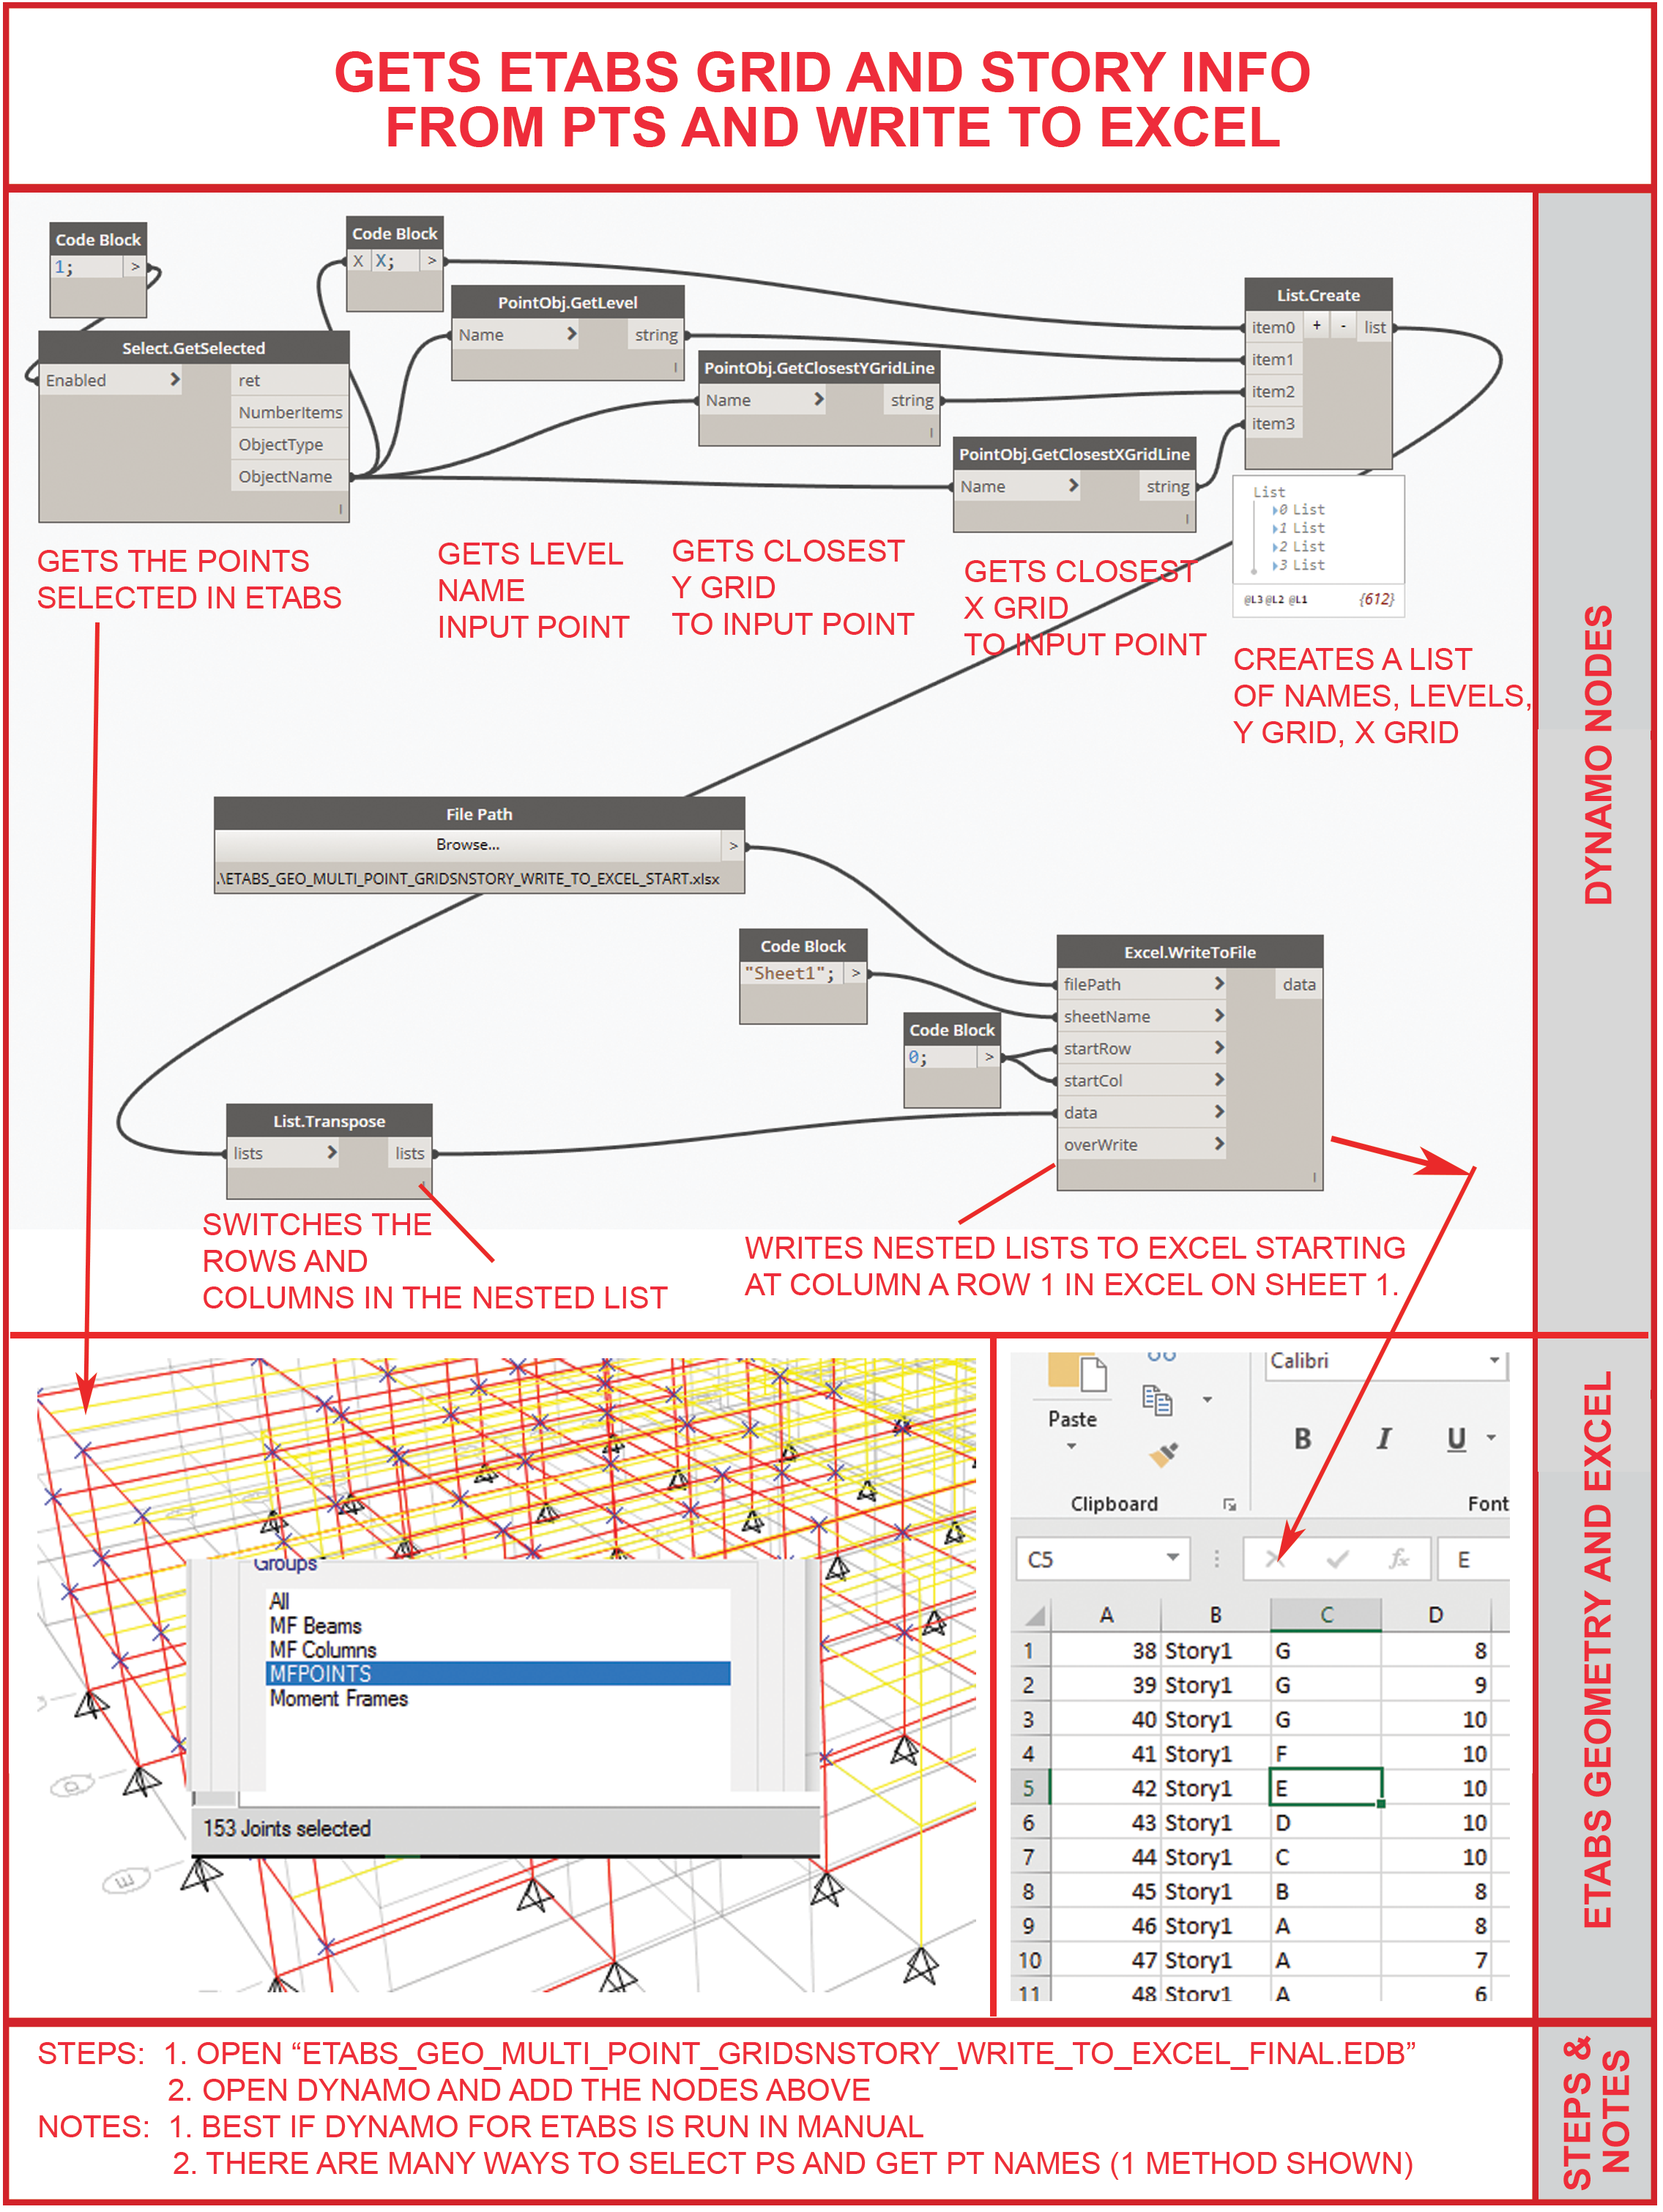 GETS ETABS GRID AND STORY INFO
FROM PTS AND WRITE TO EXCEL
Code Block
1; >
Code Block
X X; >
Select.GetSelected
Enabled > ret
NumberItems
ObjectType
ObjectName
PointObj.GetLevel
Name > string
PointObj.GetClosestYGridLine
Name > string
PointObj.GetClosestXGridLine
Name > string
List.Create
item0 + - list
item1
item2
item3
List
0 List
1 List
2 List
3 List
@L3 @L2 @L1 {612}
GETS THE POINTS
SELECTED IN ETABS
GETS LEVEL
NAME
INPUT POINT
GETS CLOSEST
Y GRID
TO INPUT POINT
GETS CLOSEST
X GRID
TO INPUT POINT
CREATES A LIST
OF NAMES, LEVELS,
Y GRID, X GRID
DYNAMO NODES
File Path
Browse... >
.\ETABS_GEO_MULTI_POINT_GRIDSNSTORY_WRITE_TO_EXCEL_START.xlsx
Code Block
"Sheet1"; >
Code Block
0; >
Excel.WriteToFile
filePath > data
sheetName >
startRow >
startCol >
data >
overWrite >
List.Transpose
lists > lists
SWITCHES THE
ROWS AND
COLUMNS IN THE NESTED LIST
WRITES NESTED LISTS TO EXCEL STARTING
AT COLUMN A ROW 1 IN EXCEL ON SHEET 1.
Groups
All
MF Beams
MF Columns
MFPOINTS
Moment Frames
153 Joints selected
D
E
Calibri
Paste
B I U
Clipboard Font
C5 fx E
A B C D
1 38 Story1 G 8
2 39 Story1 G 9
3 40 Story1 G 10
4 41 Story1 F 10
5 42 Story1 E 10
6 43 Story1 D 10
7 44 Story1 C 10
8 45 Story1 B 8
9 46 Story1 A 8
10 47 Story1 A 7
11 48 Story1 A 6
ETABS GEOMETRY AND EXCEL
STEPS: 1. OPEN “ETABS_GEO_MULTI_POINT_GRIDSNSTORY_WRITE_TO_EXCEL_FINAL.EDB”
2. OPEN DYNAMO AND ADD THE NODES ABOVE
NOTES: 1. BEST IF DYNAMO FOR ETABS IS RUN IN MANUAL
2. THERE ARE MANY WAYS TO SELECT PS AND GET PT NAMES (1 METHOD SHOWN)
STEPS &
NOTES